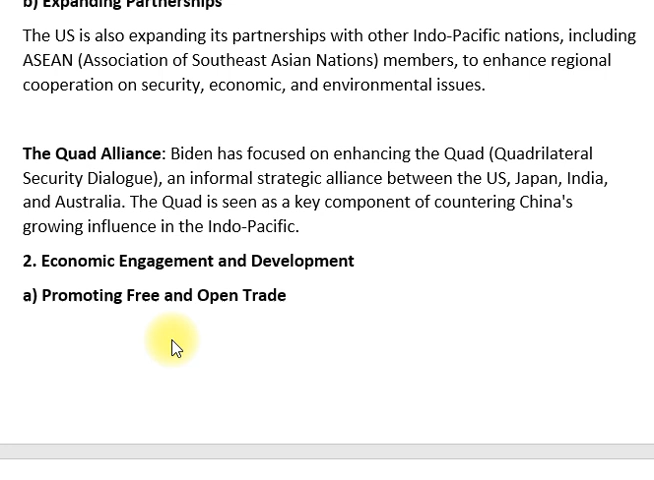 b) Expanding Partnerships
The US is also expanding its partnerships with other Indo-Pacific nations, including
ASEAN (Association of Southeast Asian Nations) members, to enhance regional
cooperation on security, economic, and environmental issues.
The Quad Alliance: Biden has focused on enhancing the Quad (Quadrilateral
Security Dialogue), an informal strategic alliance between the US, Japan, India,
and Australia. The Quad is seen as a key component of countering China's
growing influence in the Indo-Pacific.
2. Economic Engagement and Development
a) Promoting Free and Open Trade